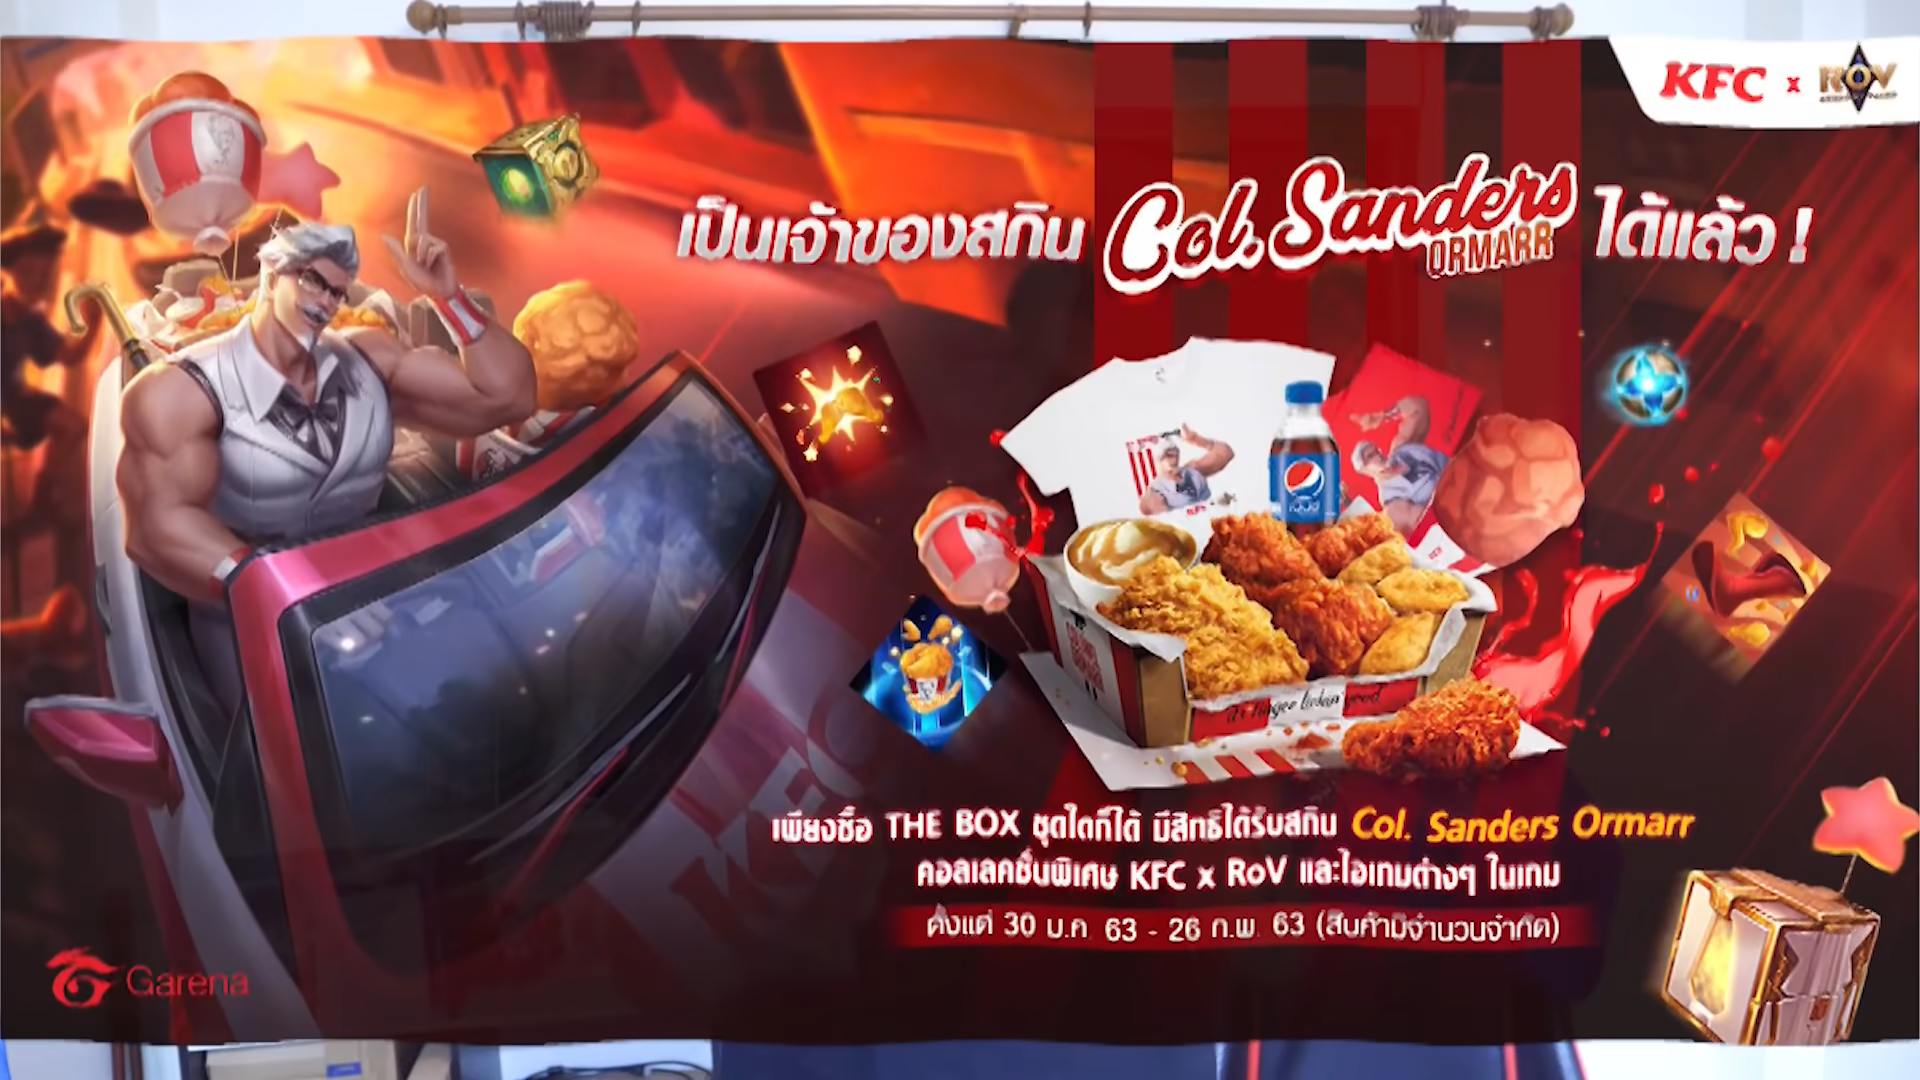 KFC x ROV
เป็นเจ้าของสกิน Col. Sanders ORMARR ได้แล้ว !
เพียงซื้อ THE BOX ชุดใดก็ได้ มีสิทธิ์ได้รับสกิน Col. Sanders Ormarr
คอลเลคชั่นพิเศษ KFC x RoV และไอเทมต่างๆ ในเกม
ตั้งแต่ 30 ม.ค. 63 - 26 ก.พ. 63 (สินค้ามีจำนวนจำกัด)
Garena